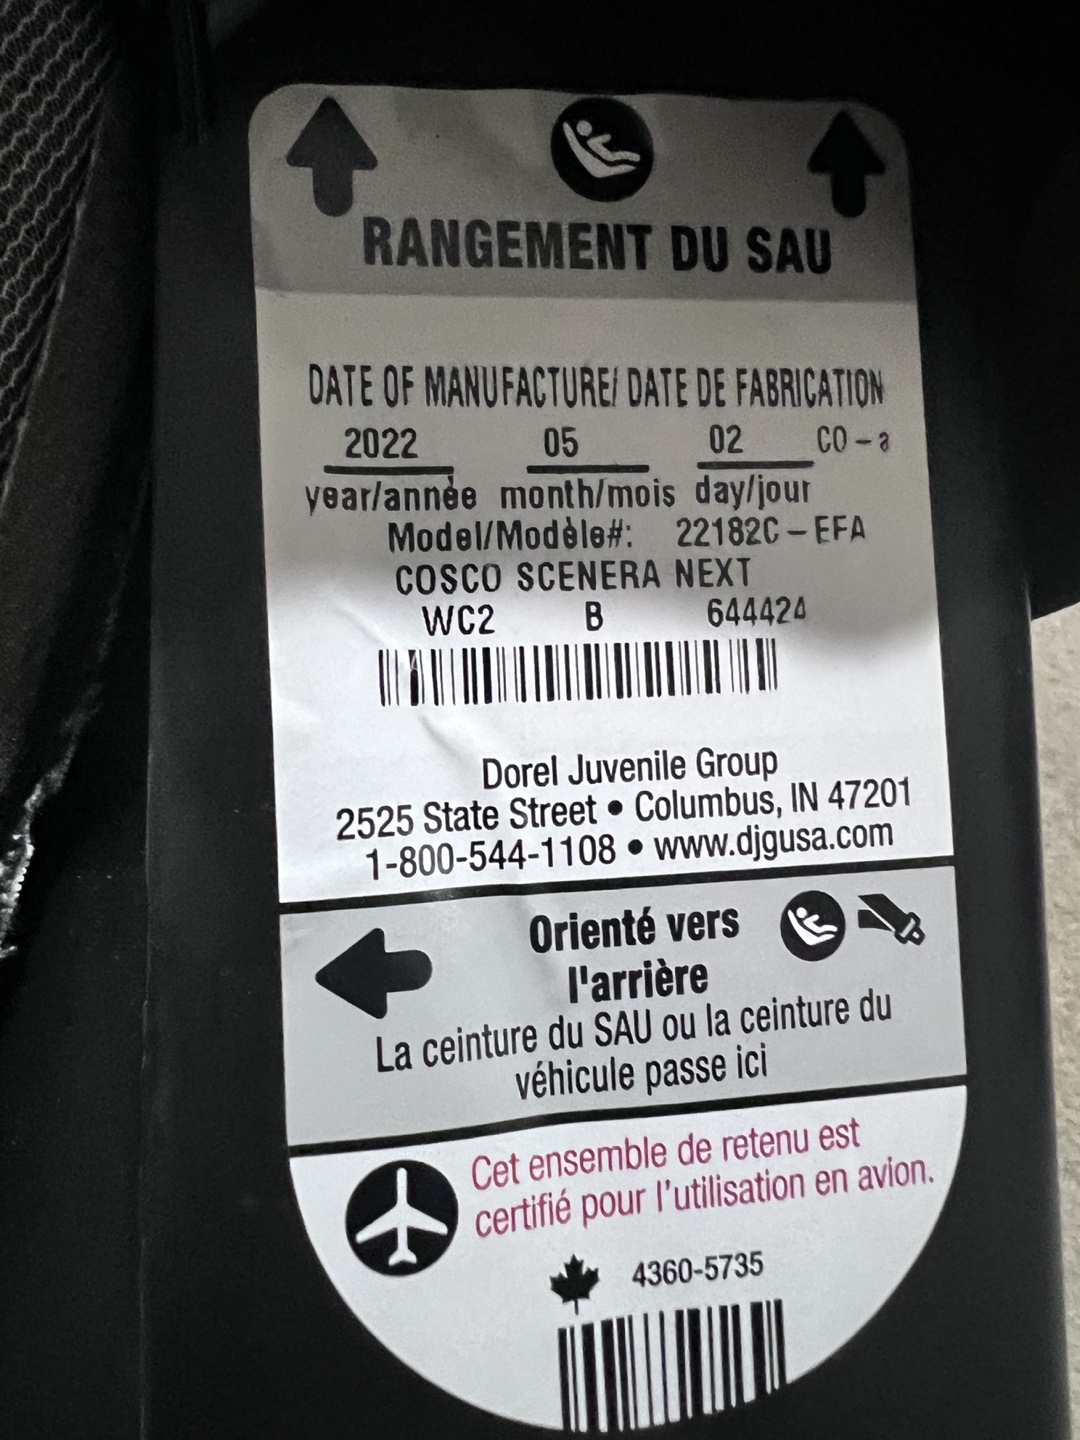 RANGEMENT DU SAU
DATE OF MANUFACTURE/ DATE DE FABRICATION
2022 05 02 CO-a
year/année month/mois day/jour
Model/Modèle#: 22182C-EFA
COSCO SCENERA NEXT
WC2 B 644424
Dorel Juvenile Group
2525 State Street • Columbus, IN 47201
1-800-544-1108 • www.djgusa.com
Orienté vers
l'arrière
La ceinture du SAU ou la ceinture du
véhicule passe ici
Cet ensemble de retenu est
certifié pour l'utilisation en avion.
4360-5735